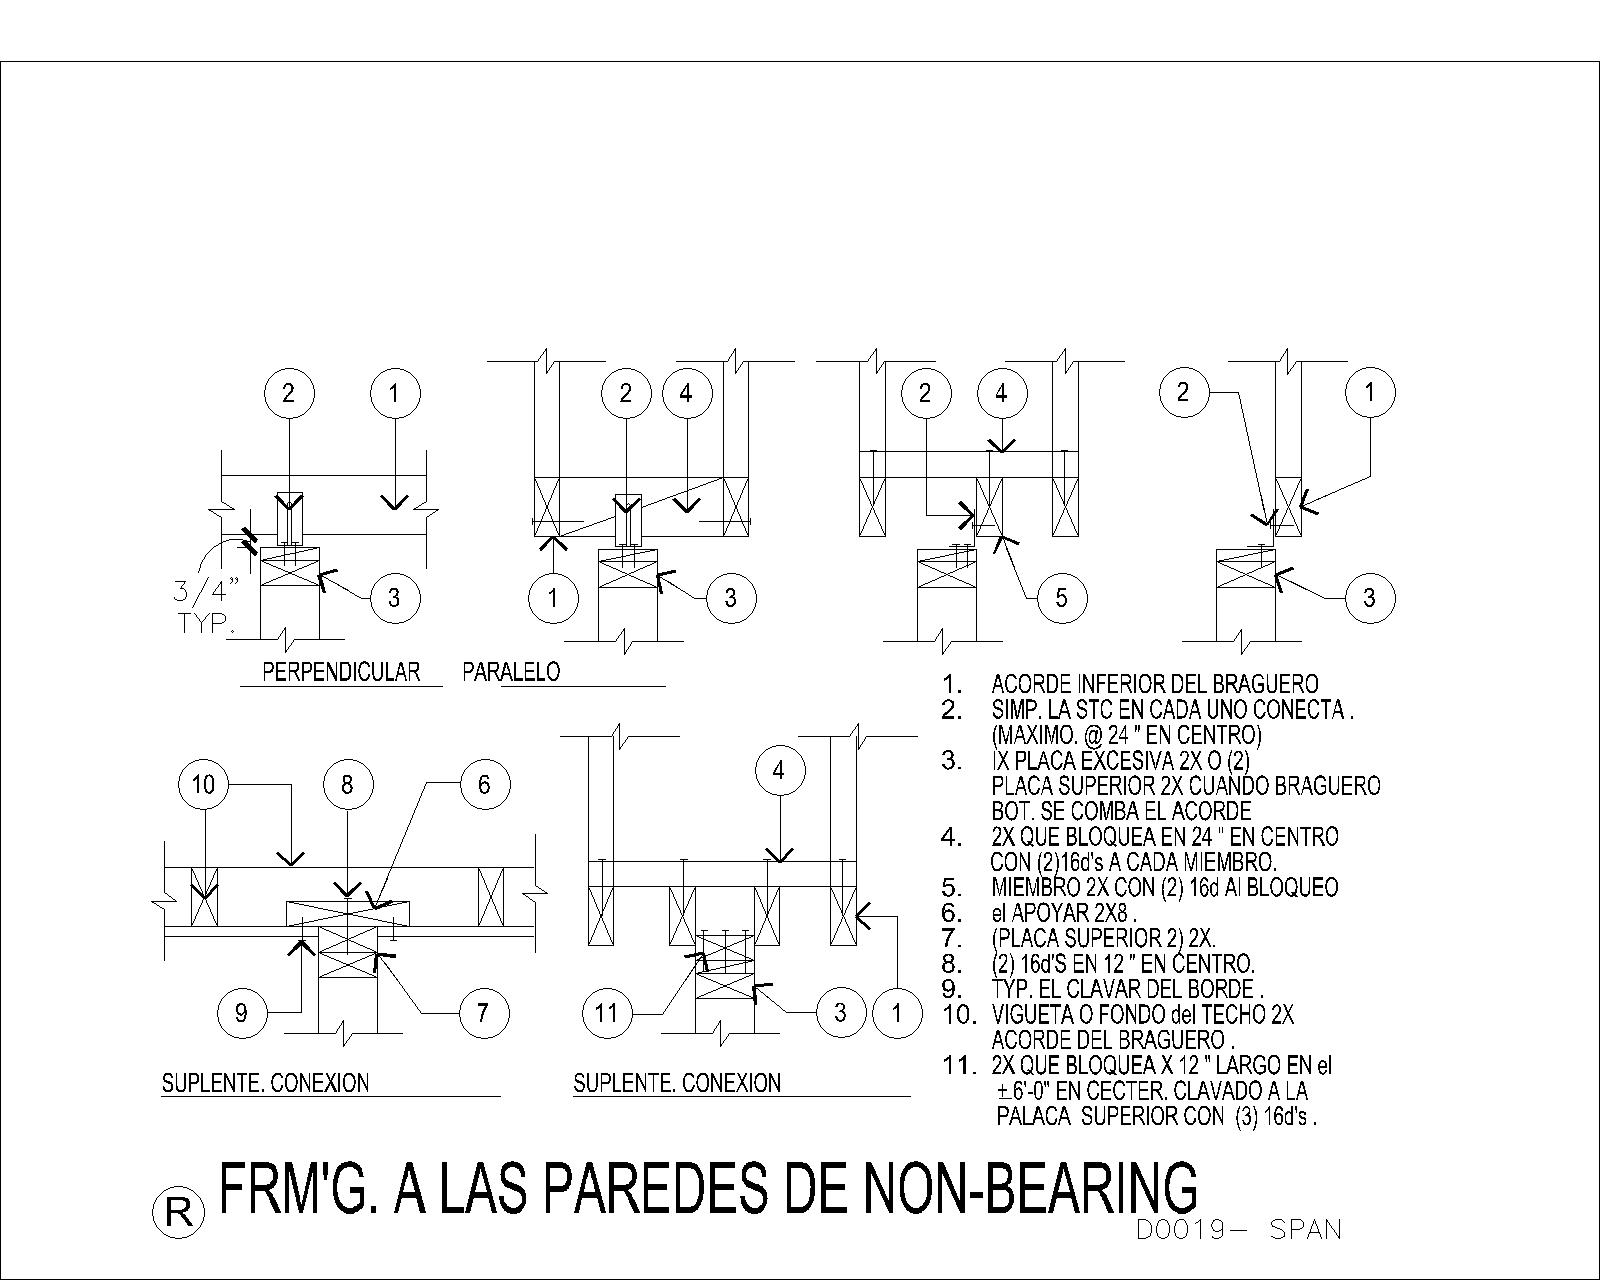 2 1 2 4 2 4 2 1
3/4”
TYP.
3 1 3 5 3
PERPENDICULAR PARALELO
10 8 6 4
9 7 11 3 1
SUPLENTE. CONEXION SUPLENTE. CONEXION
1. ACORDE INFERIOR DEL BRAGUERO
2. SIMP. LA STC EN CADA UNO CONECTA .
(MAXIMO. @ 24 " EN CENTRO)
3. IX PLACA EXCESIVA 2X O (2)
PLACA SUPERIOR 2X CUANDO BRAGUERO
BOT. SE COMBA EL ACORDE
4. 2X QUE BLOQUEA EN 24 " EN CENTRO
CON (2)16d's A CADA MIEMBRO.
5. MIEMBRO 2X CON (2) 16d Al BLOQUEO
6. el APOYAR 2X8 .
7. (PLACA SUPERIOR 2) 2X.
8. (2) 16d'S EN 12 " EN CENTRO.
9. TYP. EL CLAVAR DEL BORDE .
10. VIGUETA O FONDO del TECHO 2X
ACORDE DEL BRAGUERO .
11. 2X QUE BLOQUEA X 12 " LARGO EN el
±6'-0" EN CECTER. CLAVADO A LA
PALACA SUPERIOR CON (3) 16d's .
R FRM'G. A LAS PAREDES DE NON-BEARING
D0019- SPAN